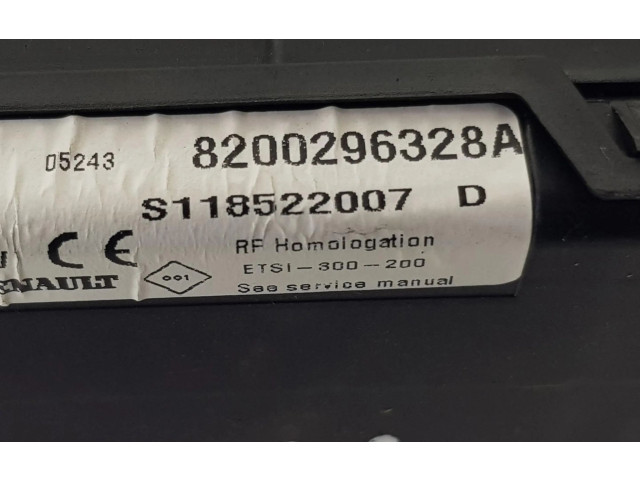 05243 8200296328A
S118522007 D
CE RF Homologation
001 ETSI-300-200
RENAULT See service manual